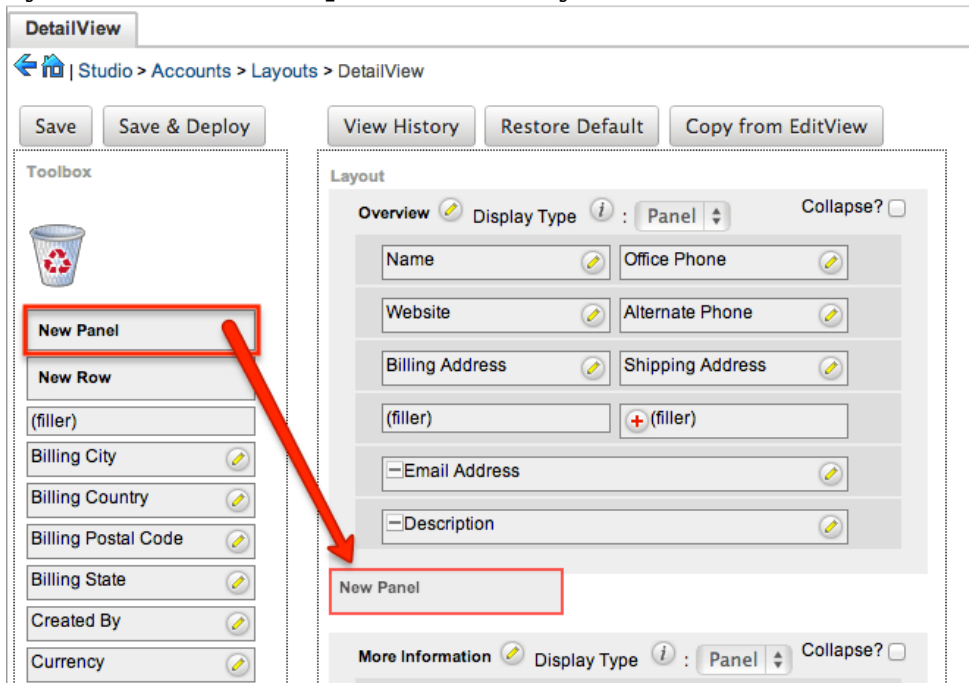 DetailView
| Studio > Accounts > Layouts > DetailView
Save Save & Deploy View History Restore Default Copy from EditView
Toolbox
New Panel
New Row
(filler)
Billing City
Billing Country
Billing Postal Code
Billing State
Created By
Currency
Layout
Overview Display Type i : Panel Collapse?
Name Office Phone
Website Alternate Phone
Billing Address Shipping Address
(filler) (filler)
Email Address
Description
New Panel
More Information Display Type i : Panel Collapse?